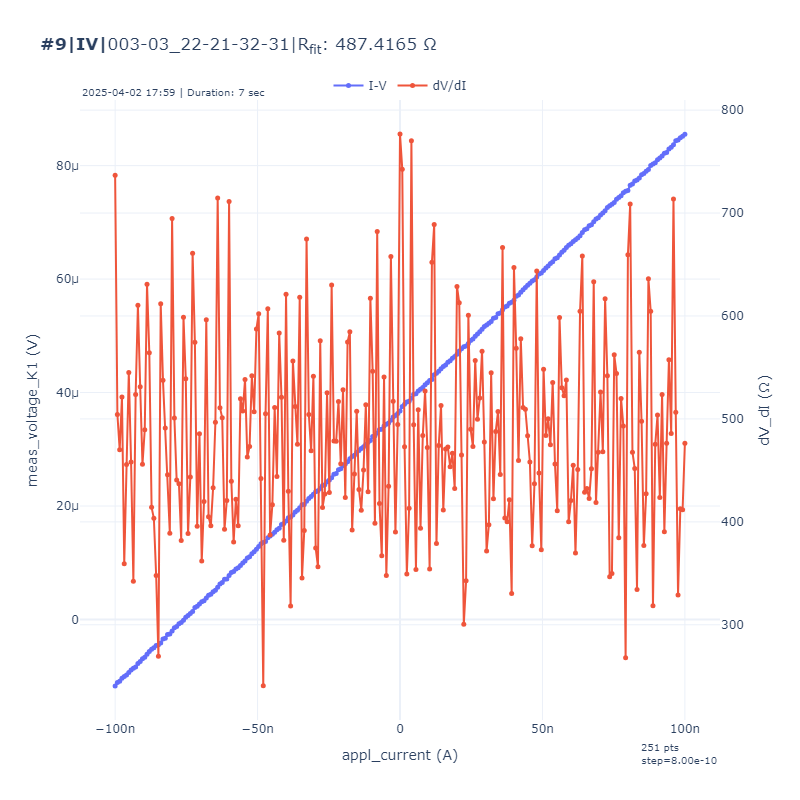 #9|IV|003-03_22-21-32-31|Rfit: 487.4165 Ω
2025-04-02 17:59 | Duration: 7 sec
I-V
dV/dI
80μ
60μ
40μ
20μ
0
meas_voltage_K1 (V)
800
700
600
500
400
300
dV_dI (Ω)
−100n
−50n
0
50n
100n
appl_current (A)
251 pts
step=8.00e-10